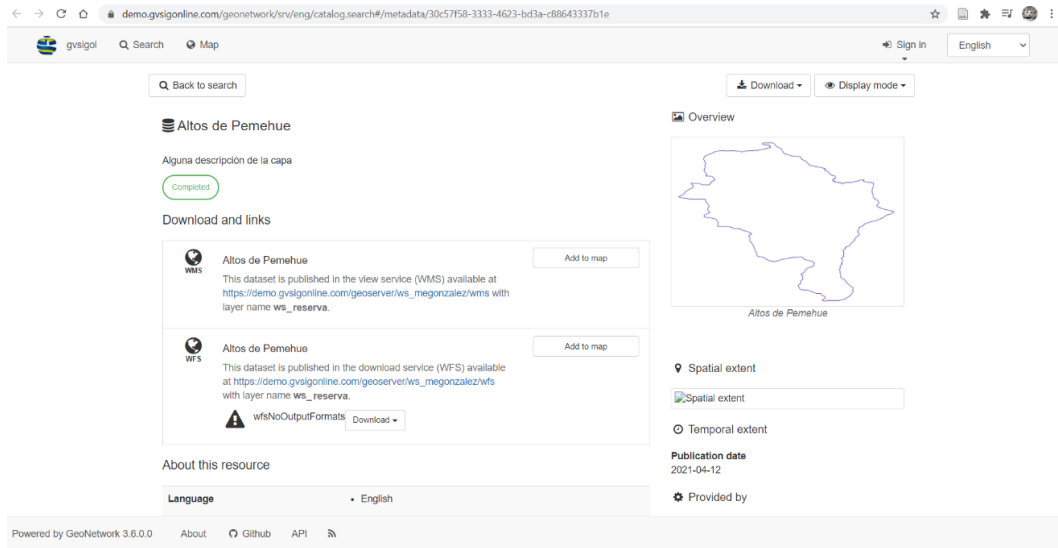 demo.gvsigonline.com/geonetwork/srv/eng/catalog.search#/metadata/30c57f58-3333-4623-bd3a-c88643337b1e
gvsigol Search Map Sign in English
Back to search Download Display mode
Altos de Pemehue
Alguna descripción de la capa
Completed
Download and links
WMS
Altos de Pemehue
Add to map
This dataset is published in the view service (WMS) available at
https://demo.gvsigonline.com/geoserver/ws_megonzalez/wms with
layer name ws_reserva.
WFS
Altos de Pemehue
Add to map
This dataset is published in the download service (WFS) available
at https://demo.gvsigonline.com/geoserver/ws_megonzalez/wfs
with layer name ws_reserva.
wfsNoOutputFormats Download
About this resource
Language • English
Overview
Altos de Pemehue
Spatial extent
Spatial extent
Temporal extent
Publication date
2021-04-12
Provided by
Powered by GeoNetwork 3.6.0.0 About Github API